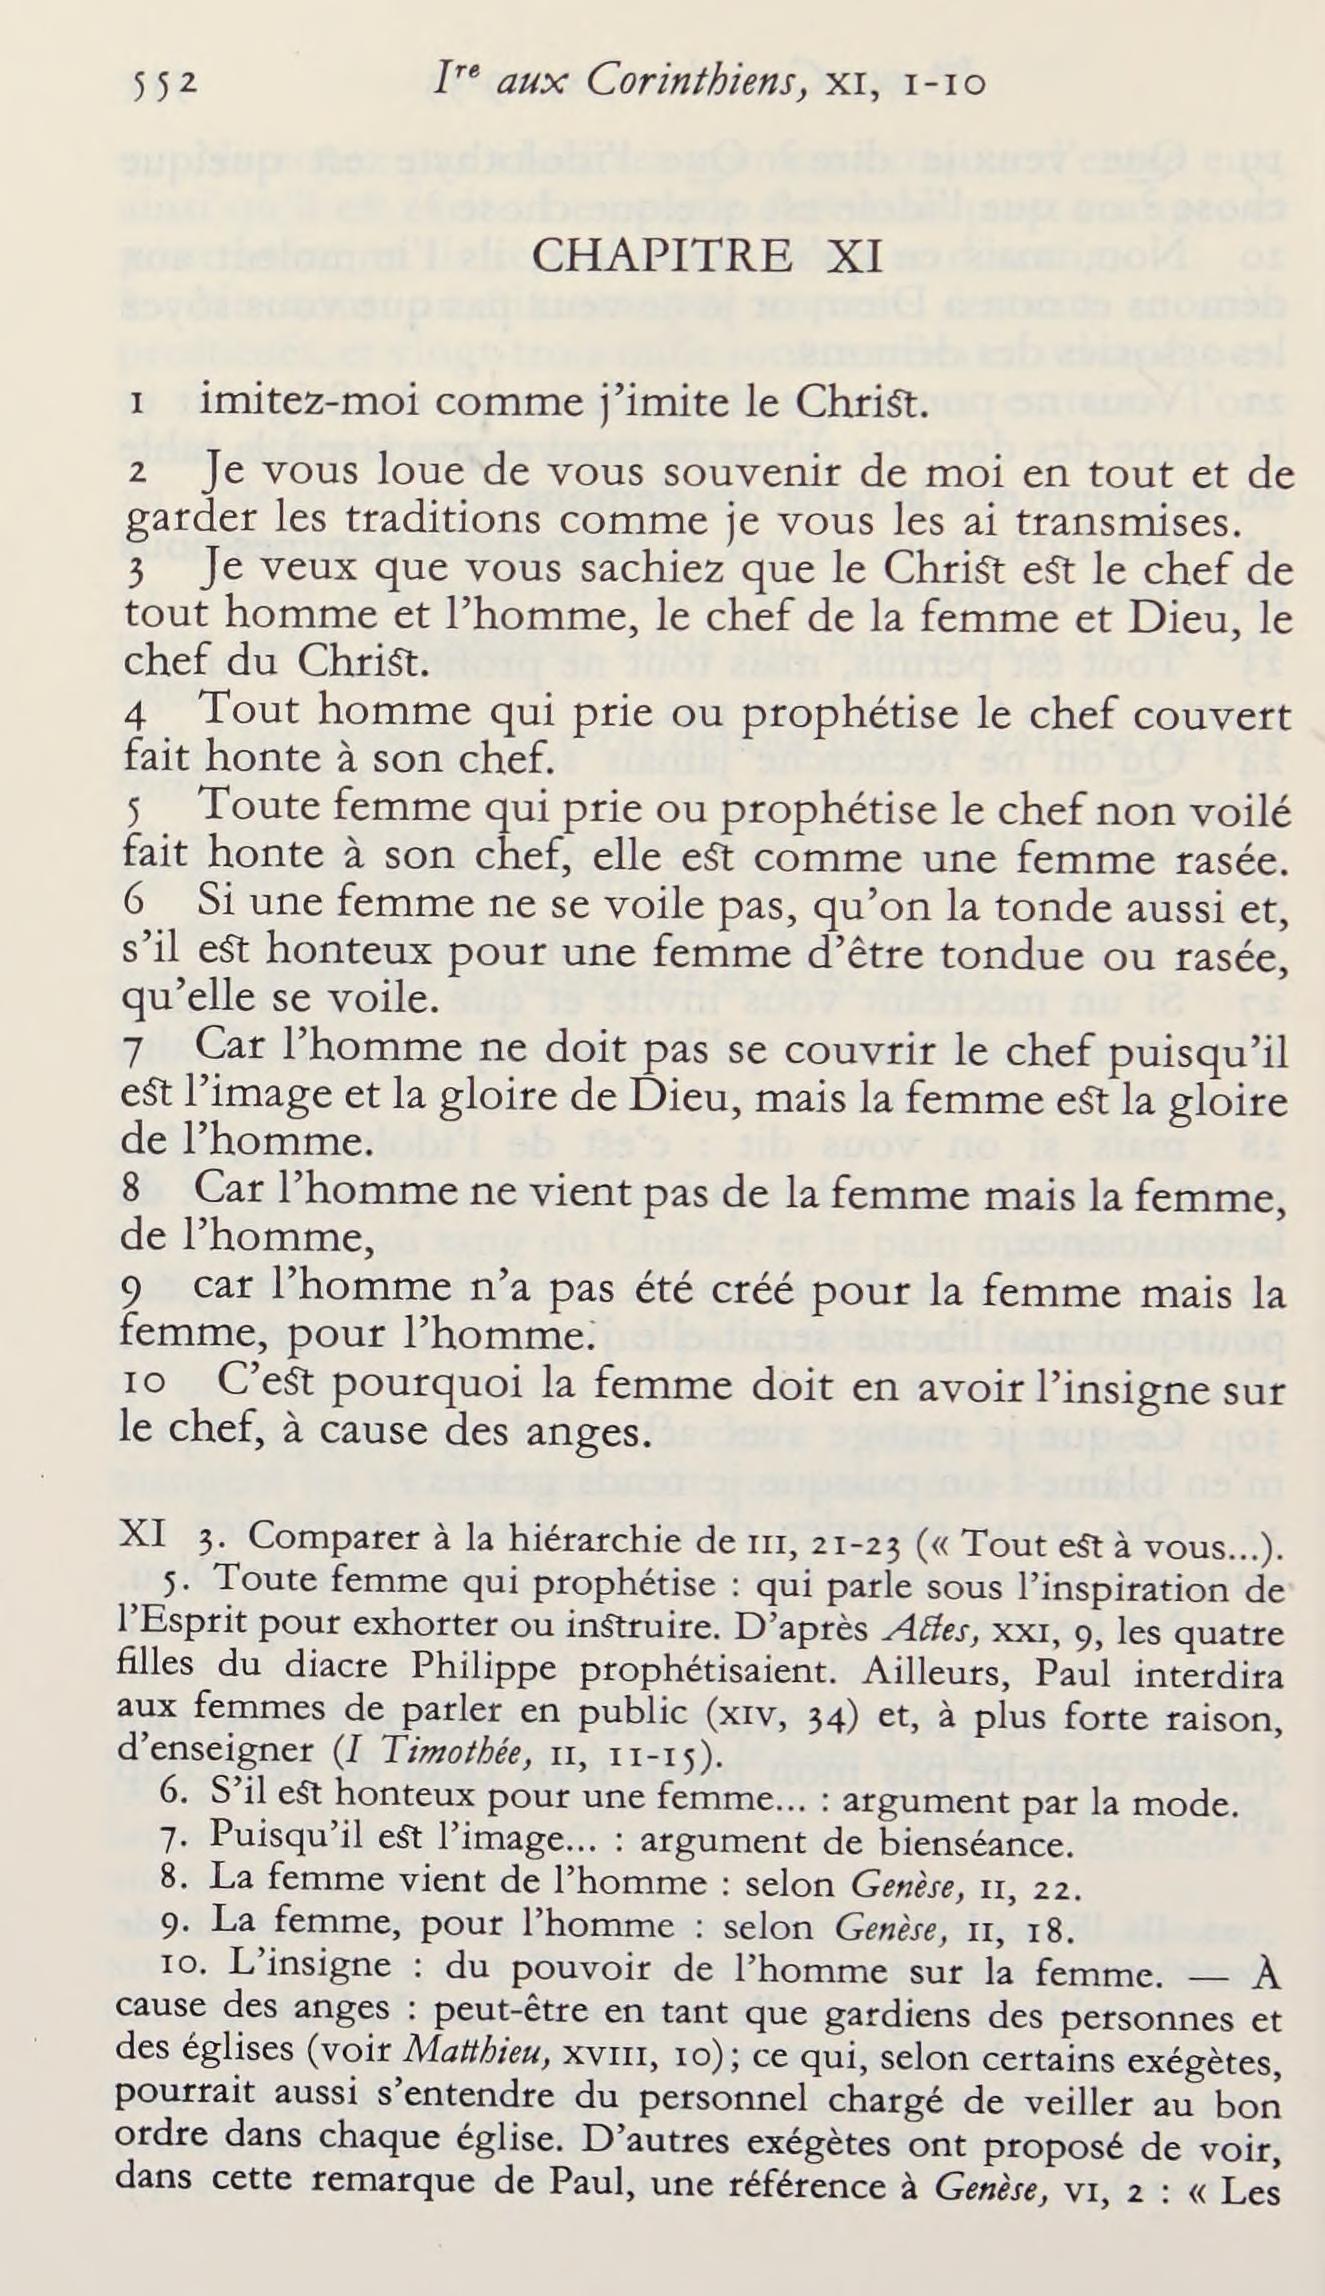 552 Ire aux Corinthiens, XI, 1-10
CHAPITRE XI
1 imitez-moi comme j’imite le Christ.
2 Je vous loue de vous souvenir de moi en tout et de
garder les traditions comme je vous les ai transmises.
3 Je veux que vous sachiez que le Christ est le chef de
tout homme et l’homme, le chef de la femme et Dieu, le
chef du Christ.
4 Tout homme qui prie ou prophétise le chef couvert
fait honte à son chef.
5 Toute femme qui prie ou prophétise le chef non voilé
fait honte à son chef, elle est comme une femme rasée.
6 Si une femme ne se voile pas, qu’on la tonde aussi et,
s’il est honteux pour une femme d’être tondue ou rasée,
qu’elle se voile.
7 Car l’homme ne doit pas se couvrir le chef puisqu’il
est l’image et la gloire de Dieu, mais la femme est la gloire
de l’homme.
8 Car l’homme ne vient pas de la femme mais la femme,
de l’homme,
9 car l’homme n’a pas été créé pour la femme mais la
femme, pour l’homme.
10 C’est pourquoi la femme doit en avoir l’insigne sur
le chef, à cause des anges.
XI 3. Comparer à la hiérarchie de III, 21-23 (« Tout est à vous...).
5. Toute femme qui prophétise : qui parle sous l’inspiration de
l’Esprit pour exhorter ou instruire. D’après Actes, XXI, 9, les quatre
filles du diacre Philippe prophétisaient. Ailleurs, Paul interdira
aux femmes de parler en public (XIV, 34) et, à plus forte raison,
d’enseigner (I Timothée, II, 11-15).
6. S’il est honteux pour une femme... : argument par la mode.
7. Puisqu’il est l’image... : argument de bienséance.
8. La femme vient de l’homme : selon Genèse, II, 22.
9. La femme, pour l’homme : selon Genèse, II, 18.
10. L’insigne : du pouvoir de l’homme sur la femme. — À
cause des anges : peut-être en tant que gardiens des personnes et
des églises (voir Matthieu, XVIII, 10); ce qui, selon certains exégètes,
pourrait aussi s’entendre du personnel chargé de veiller au bon
ordre dans chaque église. D’autres exégètes ont proposé de voir,
dans cette remarque de Paul, une référence à Genèse, VI, 2 : « Les